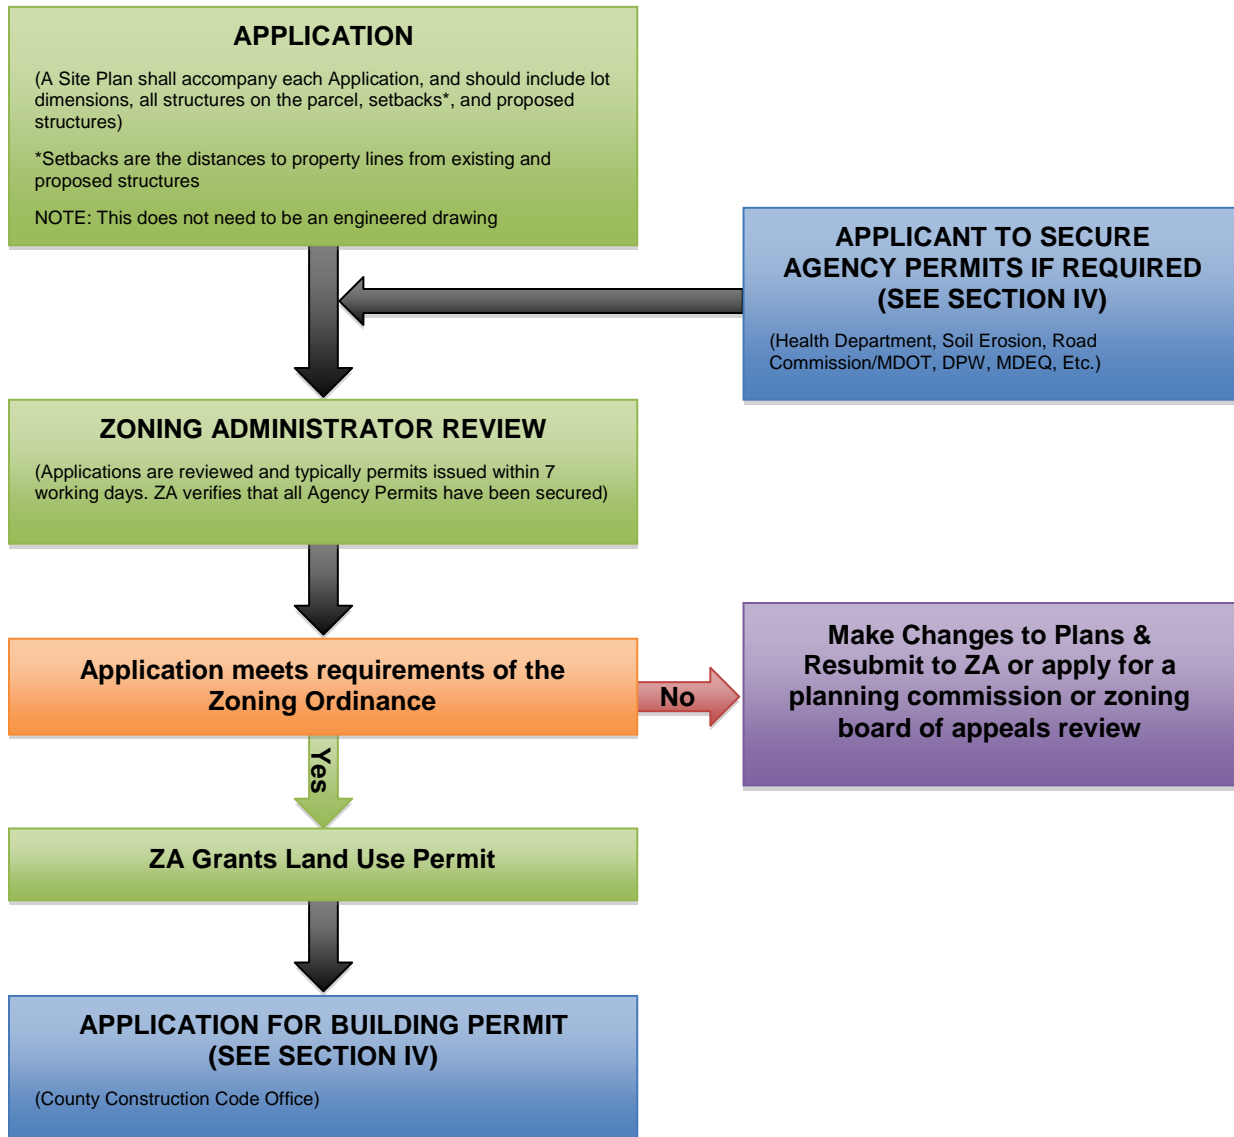 APPLICATION
(A Site Plan shall accompany each Application, and should include lot
dimensions, all structures on the parcel, setbacks*, and proposed
structures)
*Setbacks are the distances to property lines from existing and
proposed structures
NOTE: This does not need to be an engineered drawing
APPLICANT TO SECURE
AGENCY PERMITS IF REQUIRED
(SEE SECTION IV)
(Health Department, Soil Erosion, Road
Commission/MDOT, DPW, MDEQ, Etc.)
ZONING ADMINISTRATOR REVIEW
(Applications are reviewed and typically permits issued within 7
working days. ZA verifies that all Agency Permits have been secured)
Application meets requirements of the
Zoning Ordinance
No
Make Changes to Plans &
Resubmit to ZA or apply for a
planning commission or zoning
board of appeals review
Yes
ZA Grants Land Use Permit
APPLICATION FOR BUILDING PERMIT
(SEE SECTION IV)
(County Construction Code Office)